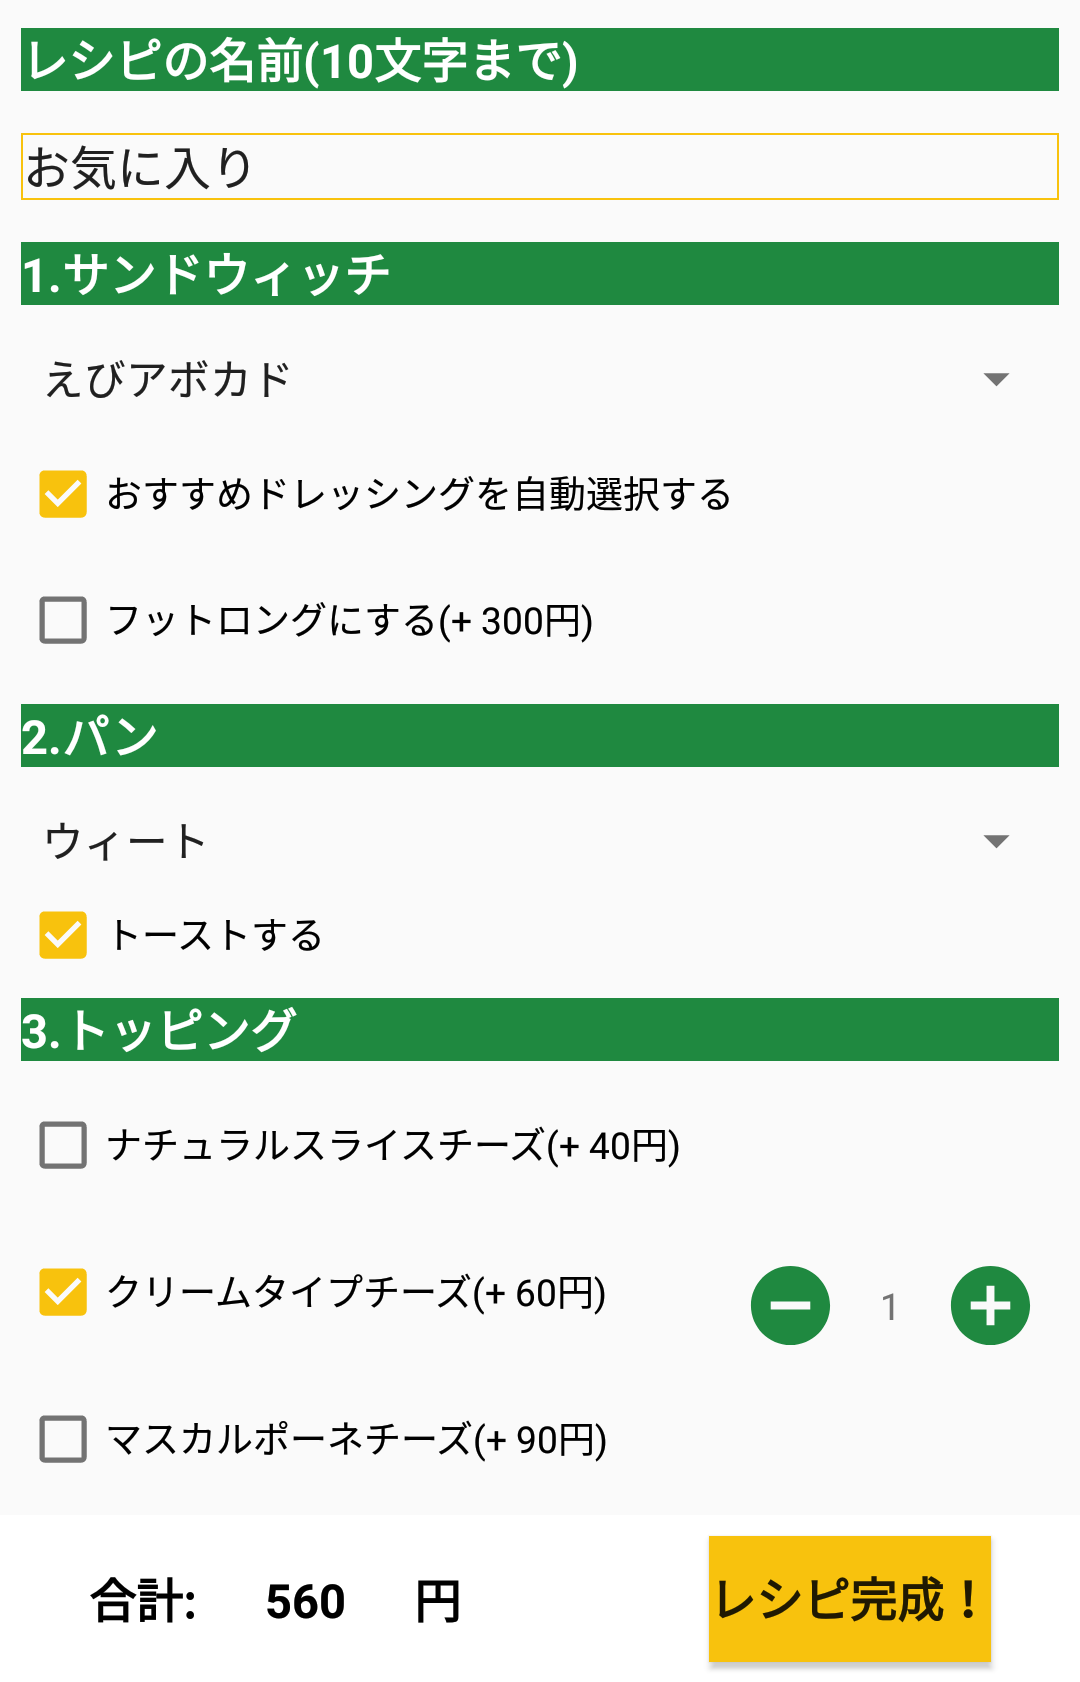 レシピの名前(10文字まで)
お気に入り
1.サンドウィッチ
えびアボカド
おすすめドレッシングを自動選択する
フットロングにする(+ 300円)
2.パン
ウィート
トーストする
3.トッピング
ナチュラルスライスチーズ(+ 40円)
クリームタイプチーズ(+ 60円) 1
マスカルポーネチーズ(+ 90円)
合計: 560 円 レシピ完成！